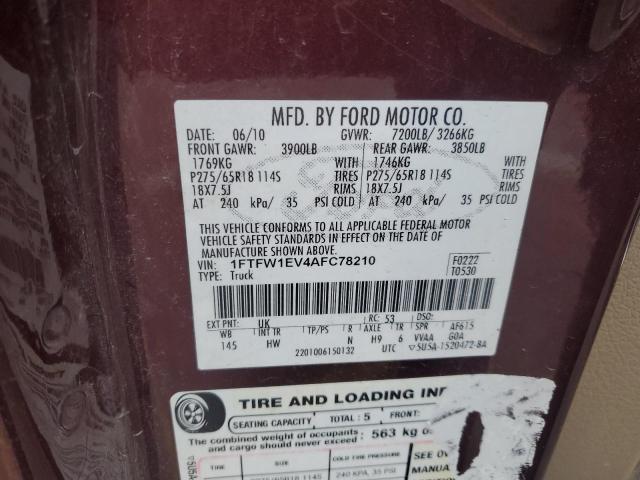 MFD. BY FORD MOTOR CO.
DATE: 06/10 GVWR: 7200LB/ 3266KG
FRONT GAWR: 3900LB REAR GAWR: 3850LB
1769KG WITH 1746KG WITH
P275/65R18 114S TIRES P275/65R18 114S TIRES
18X7.5J RIMS 18X7.5J RIMS
AT 240 kPa/ 35 PSI COLD AT 240 kPa/ 35 PSI COLD
THIS VEHICLE CONFORMS TO ALL APPLICABLE FEDERAL MOTOR
VEHICLE SAFETY STANDARDS IN EFFECT ON THE DATE OF
MANUFACTURE SHOWN ABOVE.
VIN: 1FTFW1EV4AFC78210 F0222
TYPE: Truck T0530
EXT PNT: UK RC: 53 DSO:
WB INT TR TP/PS R AXLE TR SPR AF615
145 HW N H9 6 VVAA G0A
2201006150132 UTC 5U5A-1520472-BA
TIRE AND LOADING
SEATING CAPACITY TOTAL: 5 FRONT:
The combined weight of occupants
and cargo should never exceed: 563 kg
TIRE SIZE COLD TIRE PRESSURE SEE
240 KPA, 35 PSI MANUA